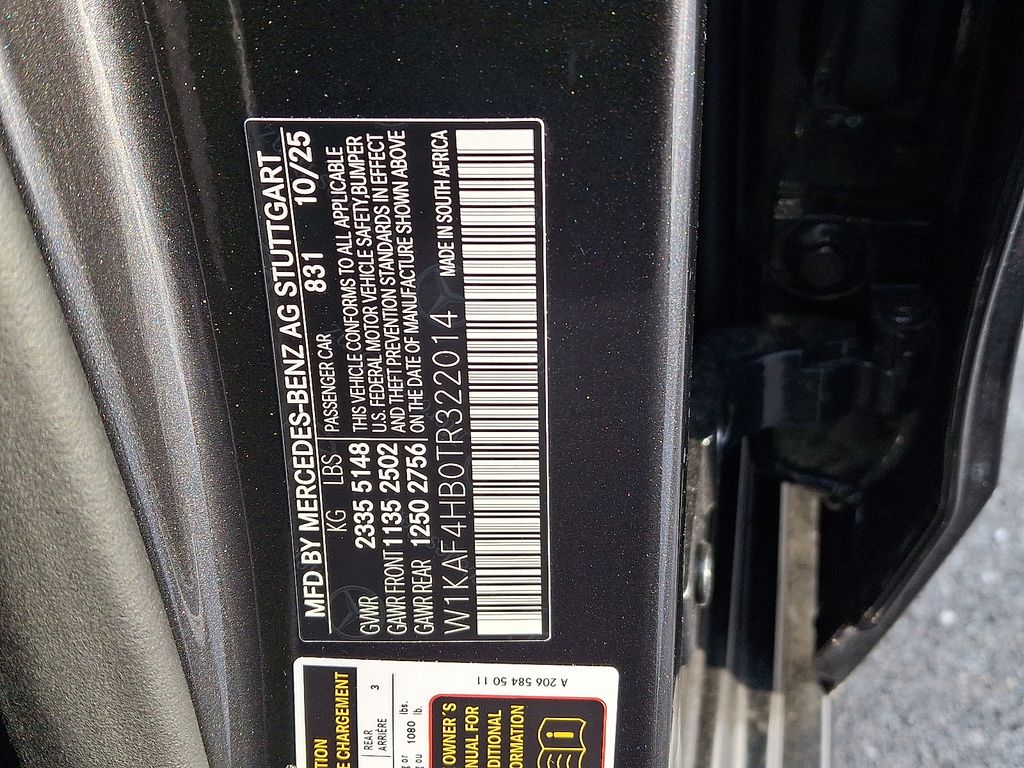 MFD BY MERCEDES-BENZ AG STUTTGART
KG LBS PASSENGER CAR 831 10/25
GVWR 2335 5148 THIS VEHICLE CONFORMS TO ALL APPLICABLE
U.S. FEDERAL MOTOR VEHICLE SAFETY,BUMPER
GAWR FRONT 1135 2502 AND THEFT PREVENTION STANDARDS IN EFFECT
GAWR REAR 1250 2756 ON THE DATE OF MANUFACTURE SHOWN ABOVE
W1KAF4HB0TR322014 MADE IN SOUTH AFRICA
CHARGEMENT
REAR
ARRIÈRE
3
or 1080 lbs.
ou lb.
OWNER'S
FOR
A 206 584 50 11